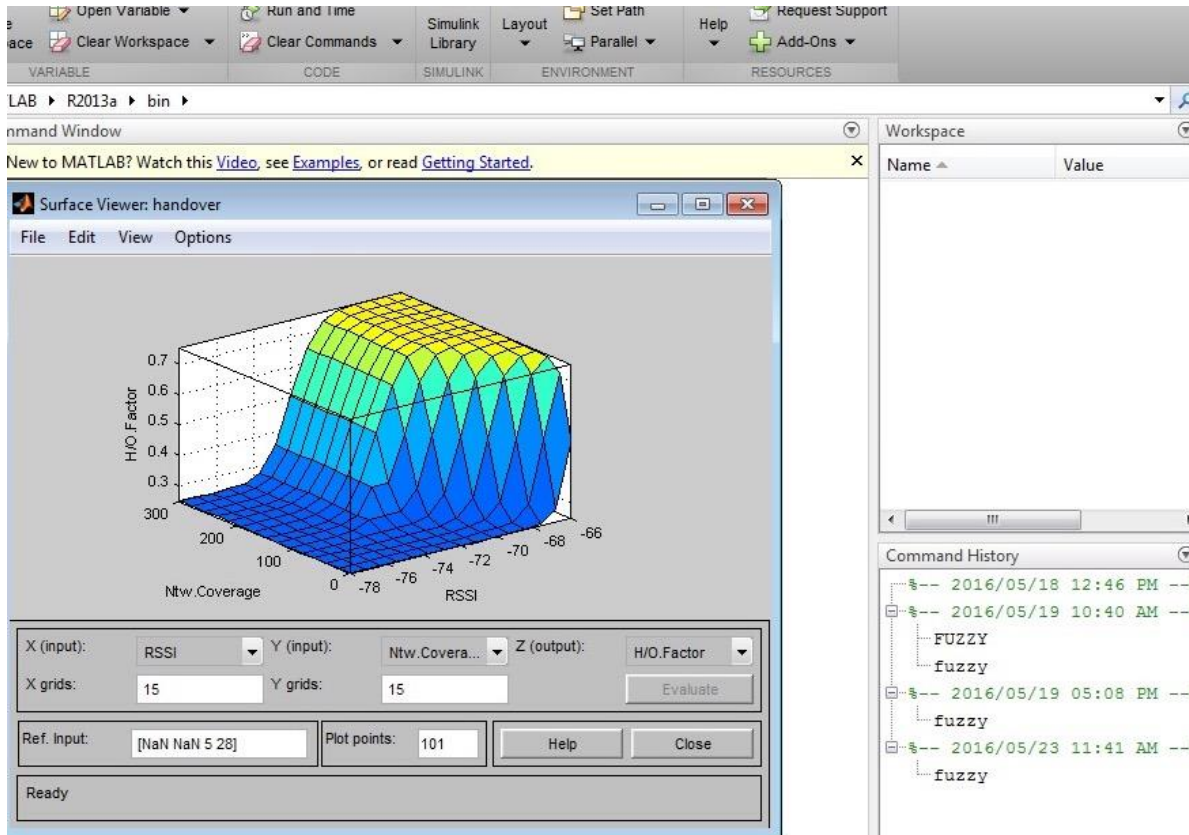 Open Variable Run and Time Set Path Request Support
Clear Workspace Clear Commands Simulink Library Layout Parallel Help Add-Ons
VARIABLE CODE SIMULINK ENVIRONMENT RESOURCES
R2013a bin
Window
Workspace
New to MATLAB? Watch this Video, see Examples, or read Getting Started.
Name Value
Surface Viewer: handover
File Edit View Options
0.7
0.6
0.5
0.4
0.3
H/O.Factor
300
200
100
0
Ntw.Coverage
-78
-76
-74
-72
-70
-68
-66
RSSI
X (input): RSSI Y (input): Ntw.Covera... Z (output): H/O.Factor
X grids: 15 Y grids: 15 Evaluate
Ref. Input: [NaN NaN 5 28] Plot points: 101 Help Close
Ready
Command History
%-- 2016/05/18 12:46 PM --
%-- 2016/05/19 10:40 AM --
FUZZY
fuzzy
%-- 2016/05/19 05:08 PM --
fuzzy
%-- 2016/05/23 11:41 AM --
fuzzy